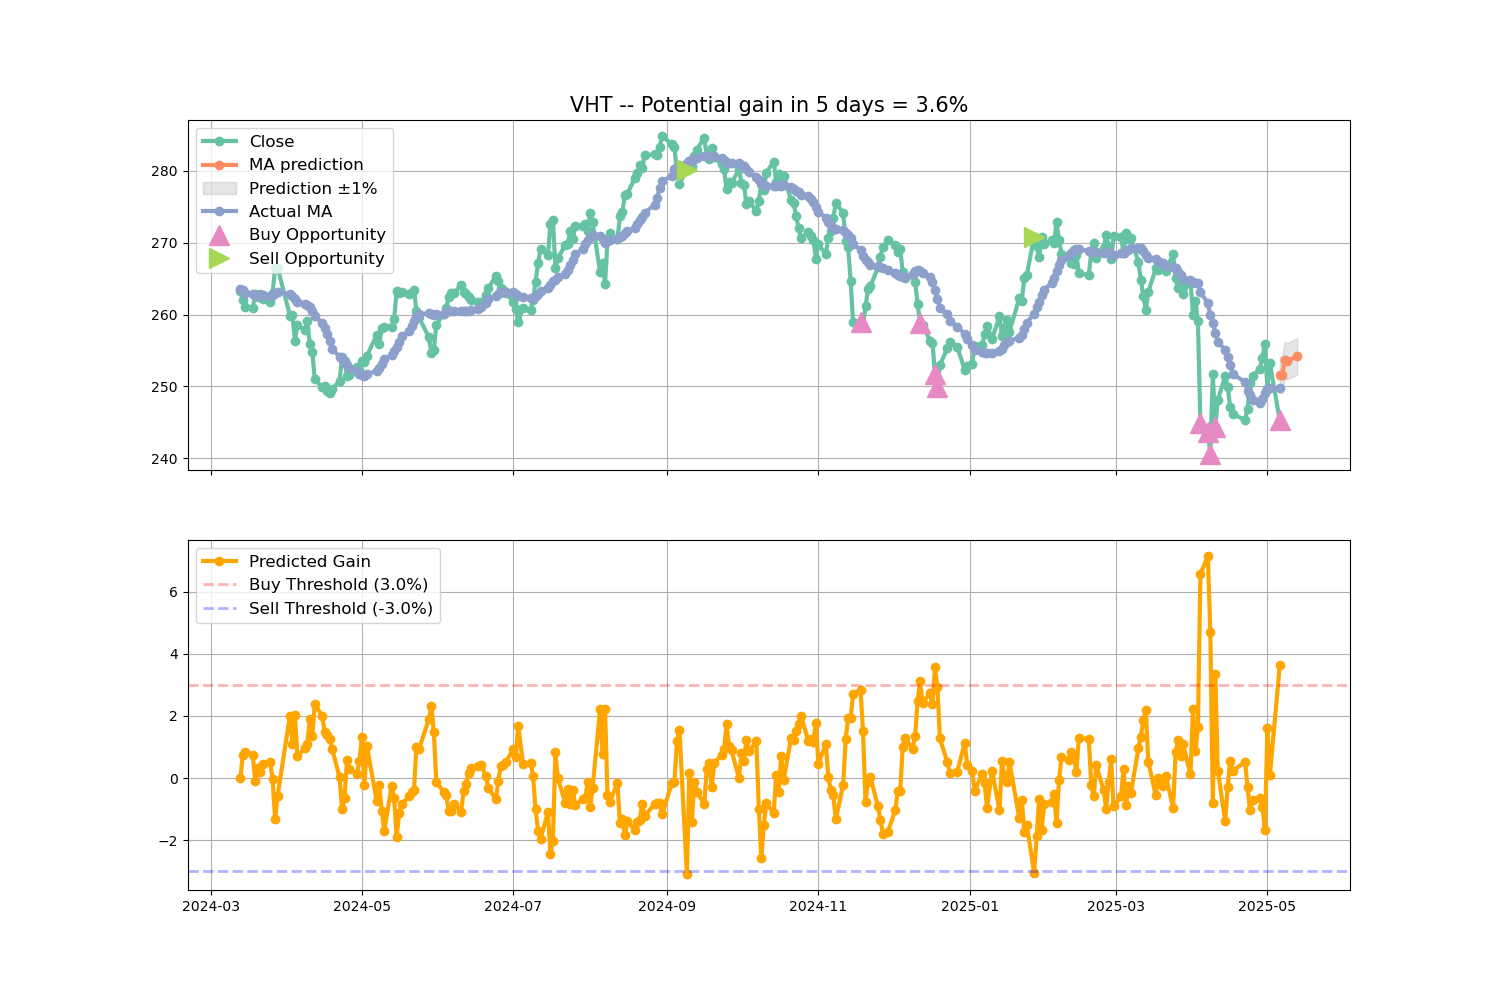 VHT -- Potential gain in 5 days = 3.6%
Close
MA prediction
Prediction ±1%
Actual MA
Buy Opportunity
Sell Opportunity
280
270
260
250
240
Predicted Gain
Buy Threshold (3.0%)
Sell Threshold (-3.0%)
6
4
2
0
−2
2024-03
2024-05
2024-07
2024-09
2024-11
2025-01
2025-03
2025-05